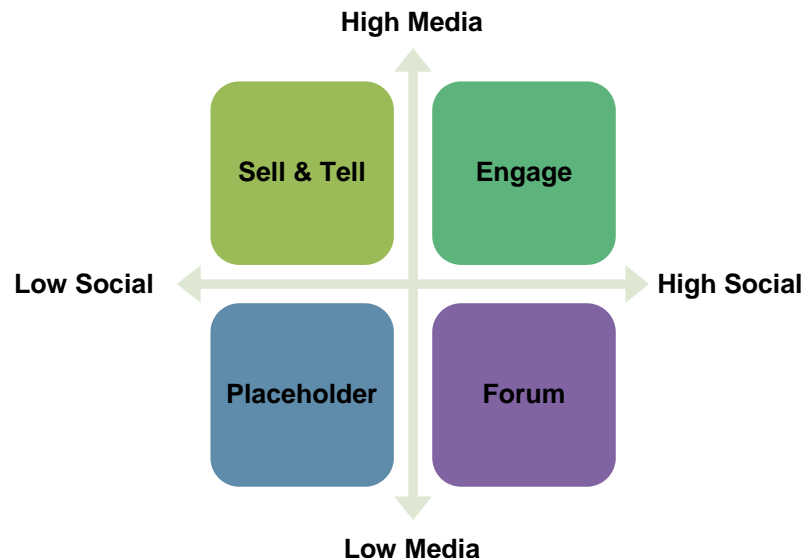 High Media
Sell & Tell
Engage
Low Social
High Social
Placeholder
Forum
Low Media